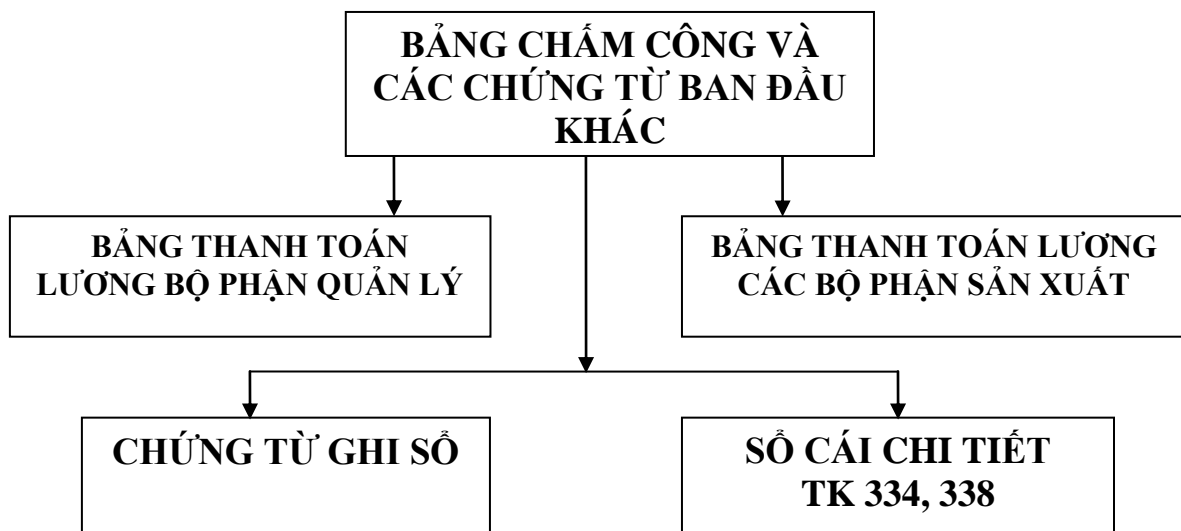 BẢNG CHẤM CÔNG VÀ
CÁC CHỨNG TỪ BAN ĐẦU
KHÁC
BẢNG THANH TOÁN
LƯƠNG BỘ PHẬN QUẢN LÝ
BẢNG THANH TOÁN LƯƠNG
CÁC BỘ PHẬN SẢN XUẤT
CHỨNG TỪ GHI SỔ
SỔ CÁI CHI TIẾT
TK 334, 338